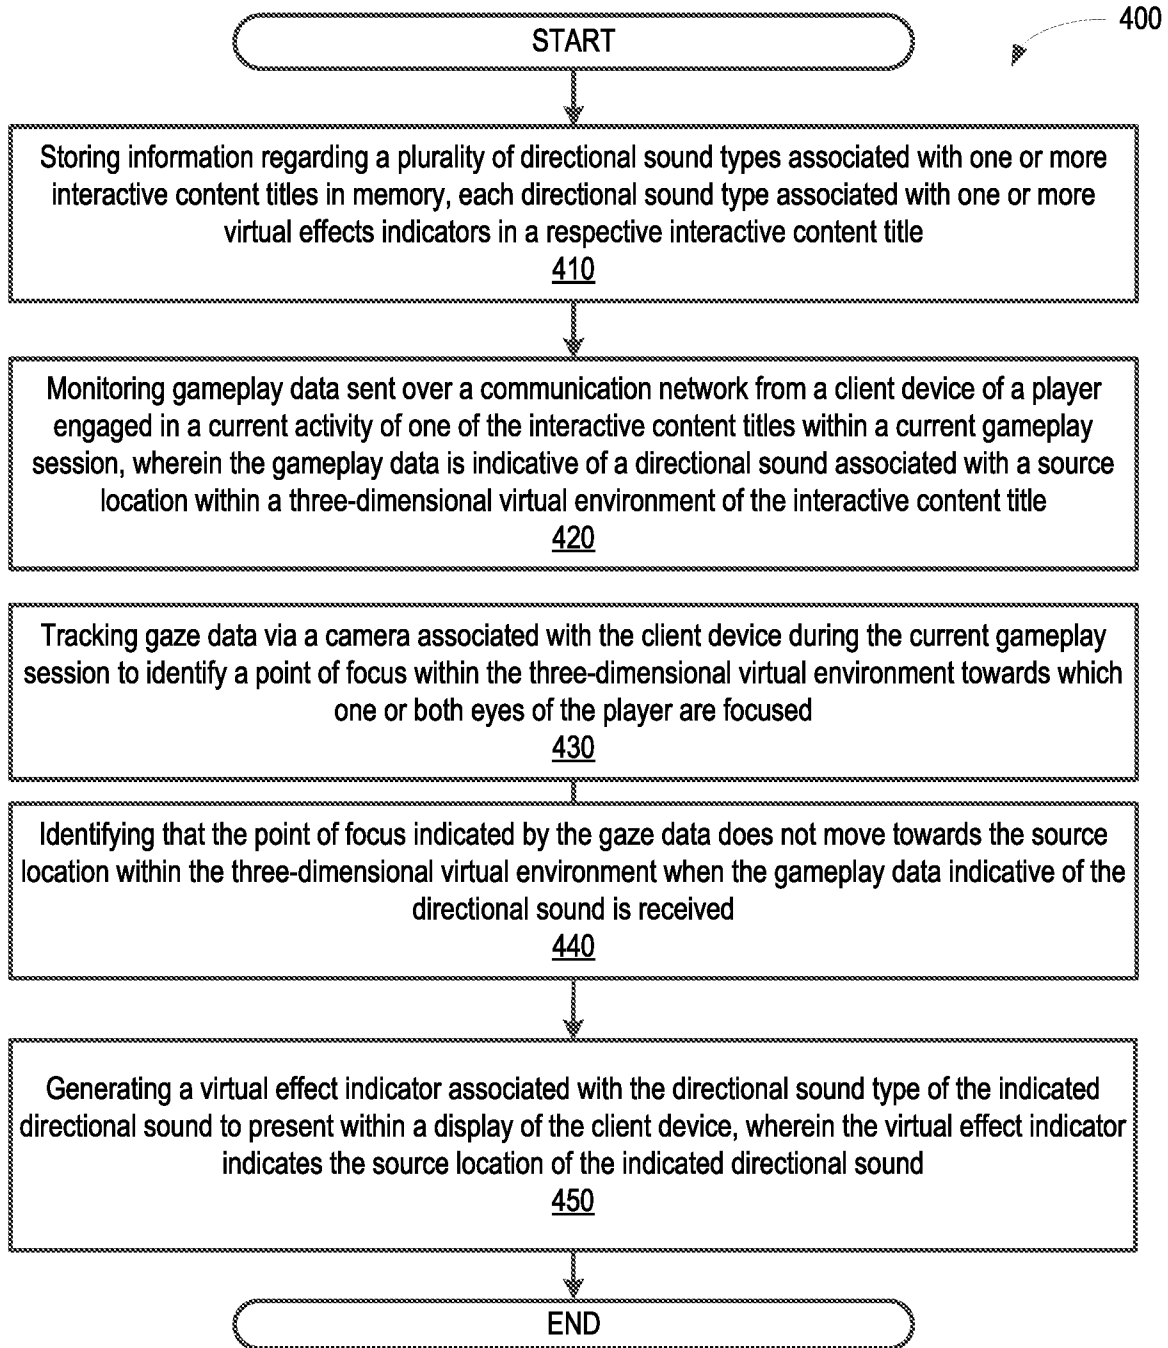 400
START
Storing information regarding a plurality of directional sound types associated with one or more
interactive content titles in memory, each directional sound type associated with one or more
virtual effects indicators in a respective interactive content title
410
Monitoring gameplay data sent over a communication network from a client device of a player
engaged in a current activity of one of the interactive content titles within a current gameplay
session, wherein the gameplay data is indicative of a directional sound associated with a source
location within a three-dimensional virtual environment of the interactive content title
420
Tracking gaze data via a camera associated with the client device during the current gameplay
session to identify a point of focus within the three-dimensional virtual environment towards which
one or both eyes of the player are focused
430
Identifying that the point of focus indicated by the gaze data does not move towards the source
location within the three-dimensional virtual environment when the gameplay data indicative of the
directional sound is received
440
Generating a virtual effect indicator associated with the directional sound type of the indicated
directional sound to present within a display of the client device, wherein the virtual effect indicator
indicates the source location of the indicated directional sound
450
END